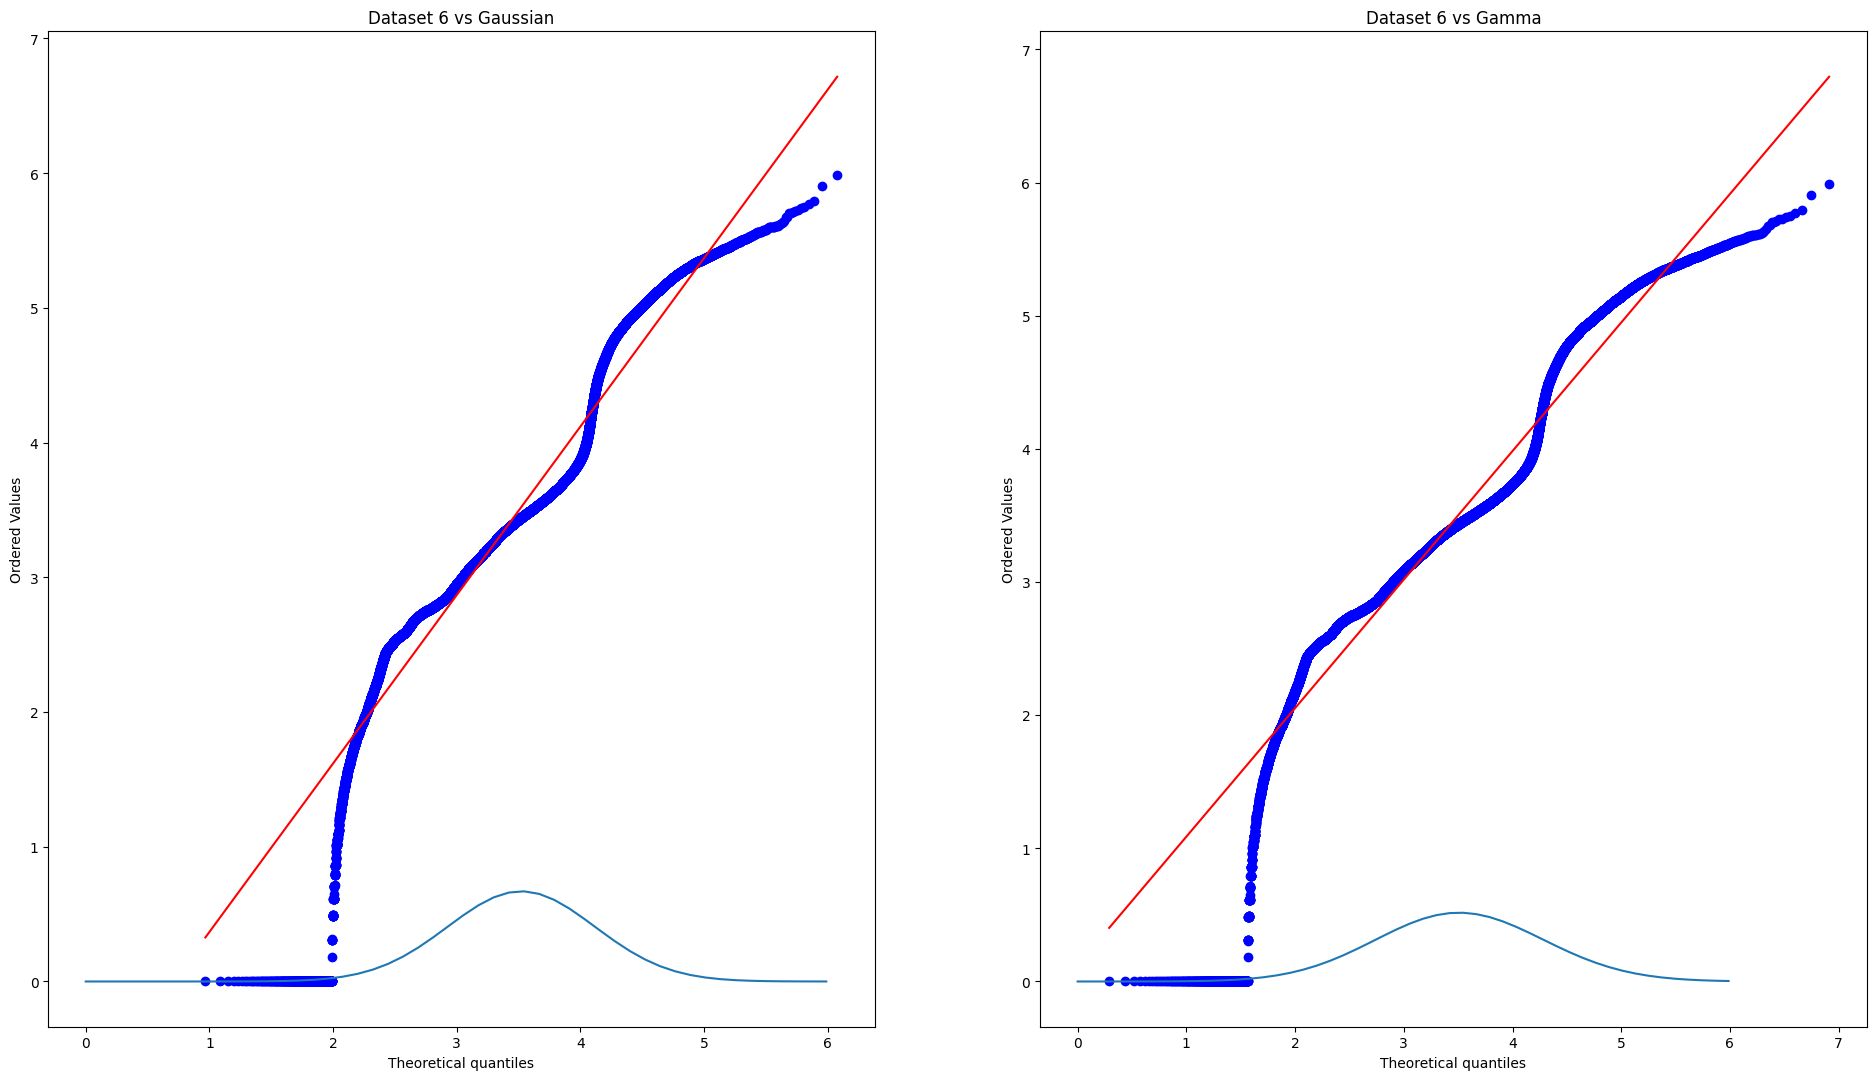 Dataset 6 vs Gaussian
7
6
5
4
3
2
1
0
Ordered Values
0 1 2 3 4 5 6
Theoretical quantiles
Dataset 6 vs Gamma
7
6
5
4
3
2
1
0
Ordered Values
0 1 2 3 4 5 6 7
Theoretical quantiles